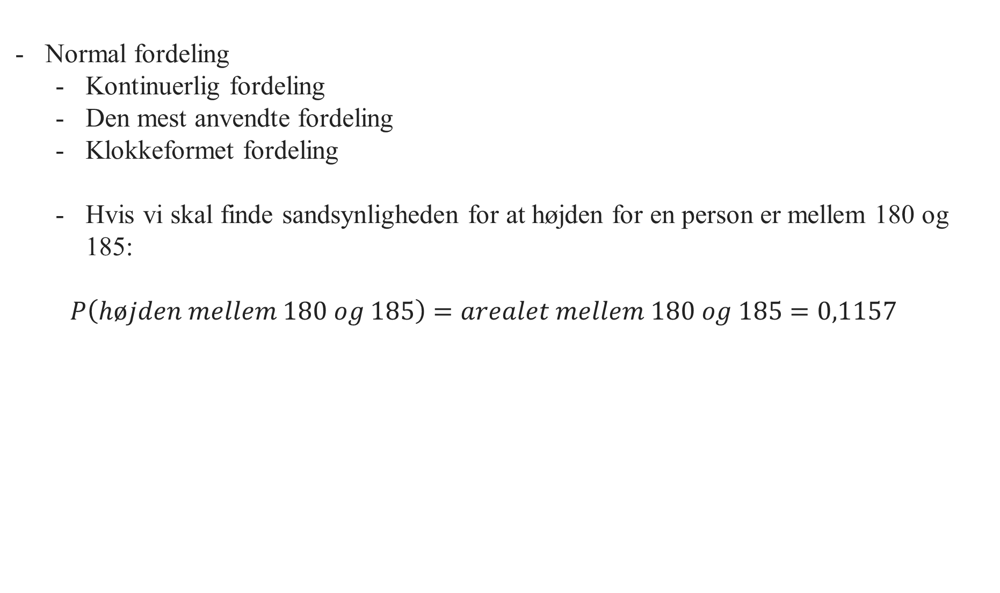 - Normal fordeling
- Kontinuerlig fordeling
- Den mest anvendte fordeling
- Klokkeformet fordeling
- Hvis vi skal finde sandsynligheden for at højden for en person er mellem 180 og
185:
P(højden mellem 180 og 185) = arealet mellem 180 og 185 = 0,1157